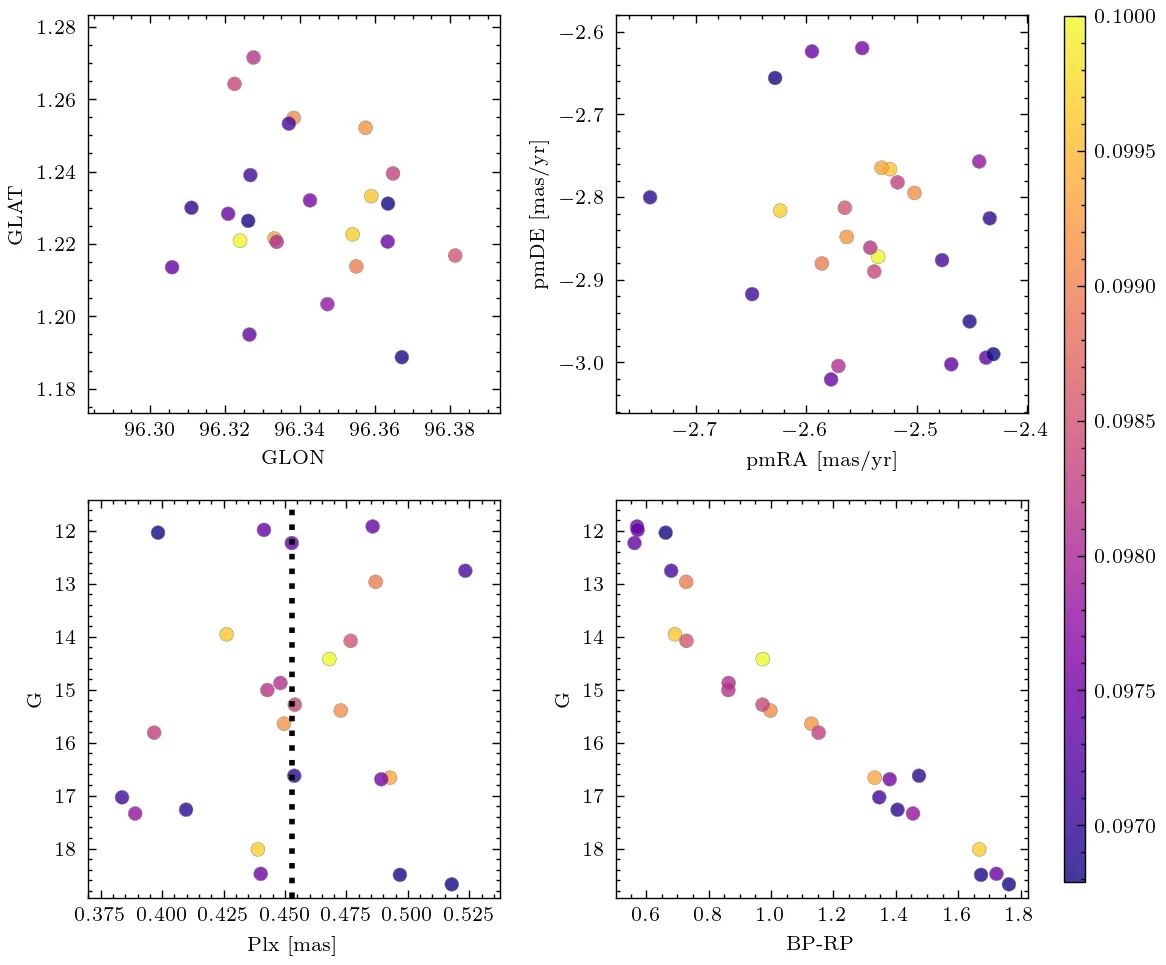 1.28
1.26
1.24
1.22
1.20
1.18
GLAT
96.30 96.32 96.34 96.36 96.38
GLON
−2.6
−2.7
−2.8
−2.9
−3.0
pmDE [mas/yr]
−2.7 −2.6 −2.5 −2.4
pmRA [mas/yr]
0.1000
0.0995
0.0990
0.0985
0.0980
0.0975
0.0970
12
13
14
15
16
17
18
G
0.375 0.400 0.425 0.450 0.475 0.500 0.525
Plx [mas]
12
13
14
15
16
17
18
G
0.6 0.8 1.0 1.2 1.4 1.6 1.8
BP-RP